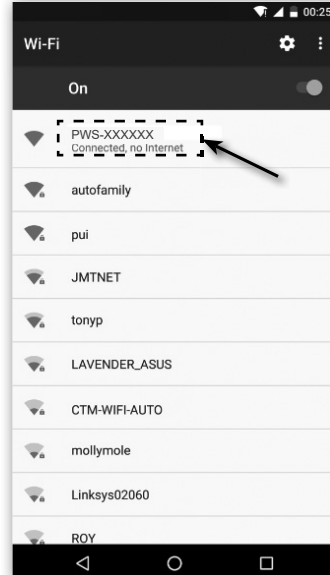 00:25
Wi-Fi
On
PWS-XXXXXX
Connected, no Internet
autofamily
pui
JMTNET
tonyp
LAVENDER_ASUS
CTM-WIFI-AUTO
mollymole
Linksys02060
ROY